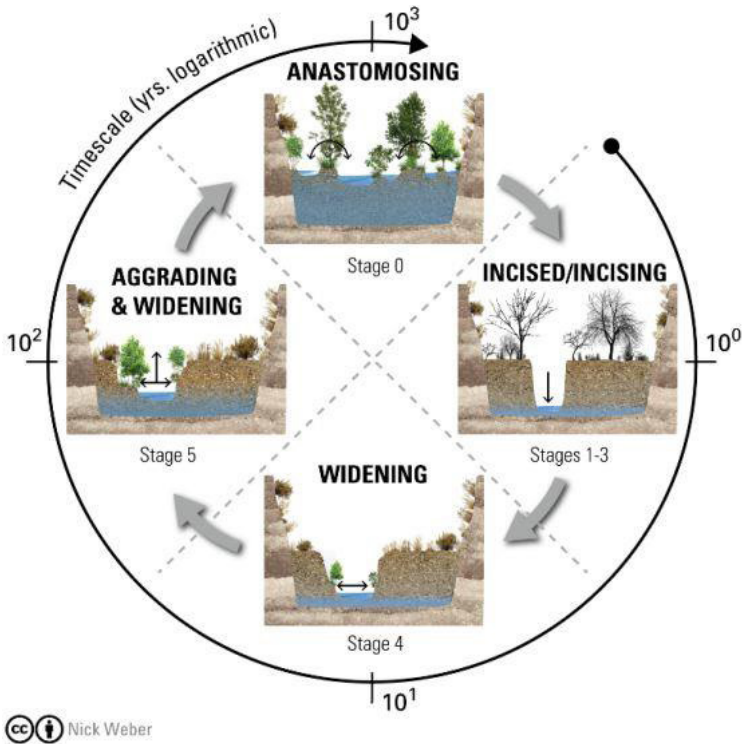 Timescale (yrs. logarithmic)
10³
ANASTOMOSING
Stage 0
INCISED/INCISING
10⁰
Stages 1-3
WIDENING
Stage 4
10¹
AGGRADING
& WIDENING
10²
Stage 5
cc Nick Weber